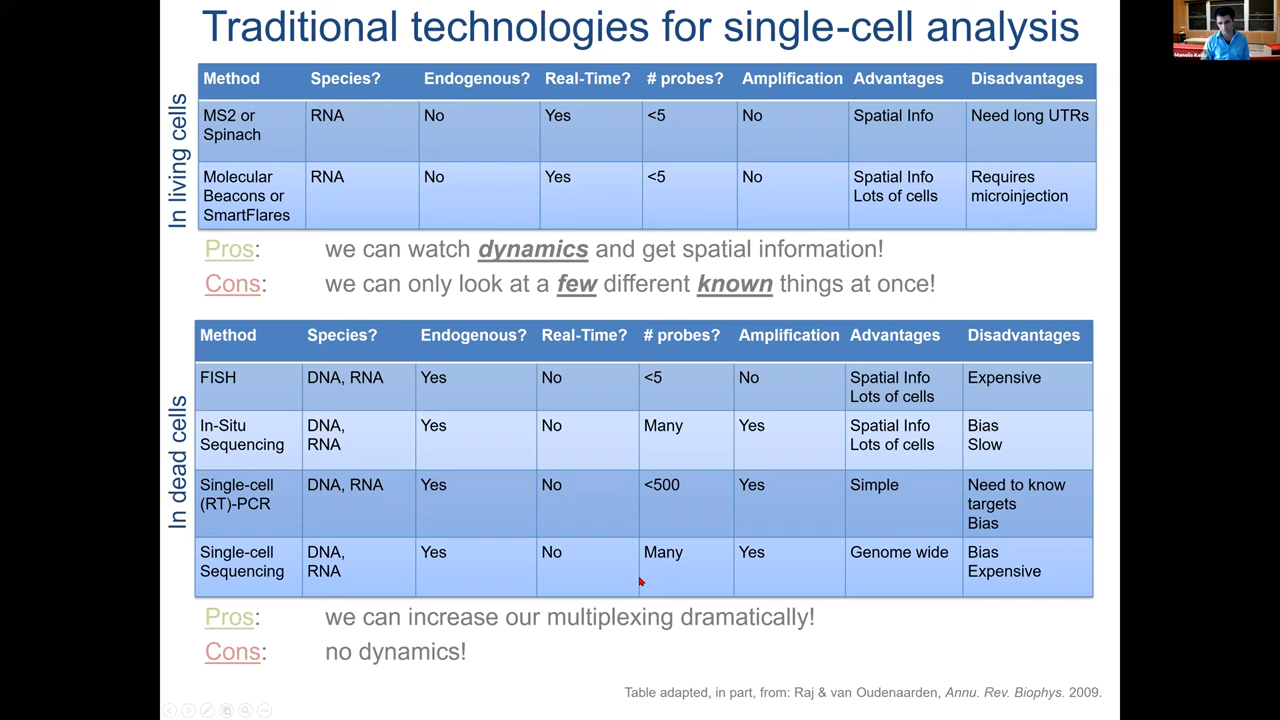 Traditional technologies for single-cell analysis
In living cells
Method Species? Endogenous? Real-Time? # probes? Amplification Advantages Disadvantages
MS2 or RNA No Yes <5 No Spatial Info Need long UTRs
Spinach
Molecular RNA No Yes <5 No Spatial Info Requires
Beacons or Lots of cells microinjection
SmartFlares
Pros: we can watch dynamics and get spatial information!
Cons: we can only look at a few different known things at once!
In dead cells
Method Species? Endogenous? Real-Time? # probes? Amplification Advantages Disadvantages
FISH DNA, RNA Yes No <5 No Spatial Info Expensive
Lots of cells
In-Situ DNA, Yes No Many Yes Spatial Info Bias
Sequencing RNA Lots of cells Slow
Single-cell DNA, RNA Yes No <500 Yes Simple Need to know
(RT)-PCR targets
Bias
Single-cell DNA, Yes No Many Yes Genome wide Bias
Sequencing RNA Expensive
Pros: we can increase our multiplexing dramatically!
Cons: no dynamics!
Table adapted, in part, from: Raj & van Oudenaarden, Annu. Rev. Biophys. 2009.